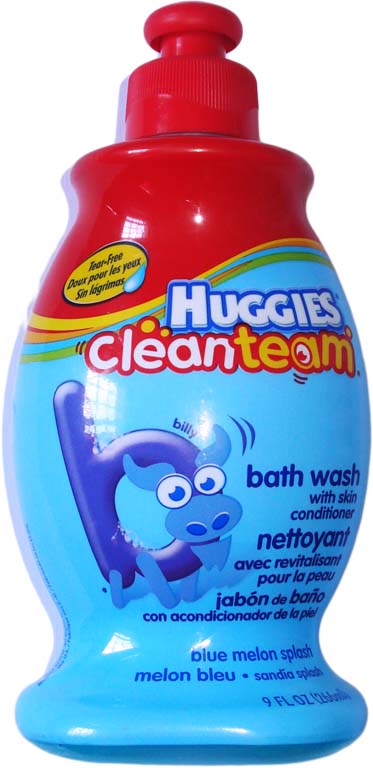 Tear-Free
Doux pour les yeux
Sin lágrimas
HUGGIES
cleanteam
billy
b
bath wash
with skin
conditioner
nettoyant
avec revitalisant
pour la peau
jabón de baño
con acondicionador de la piel
blue melon splash
melon bleu • sandía splash
9 FL OZ (266ml)